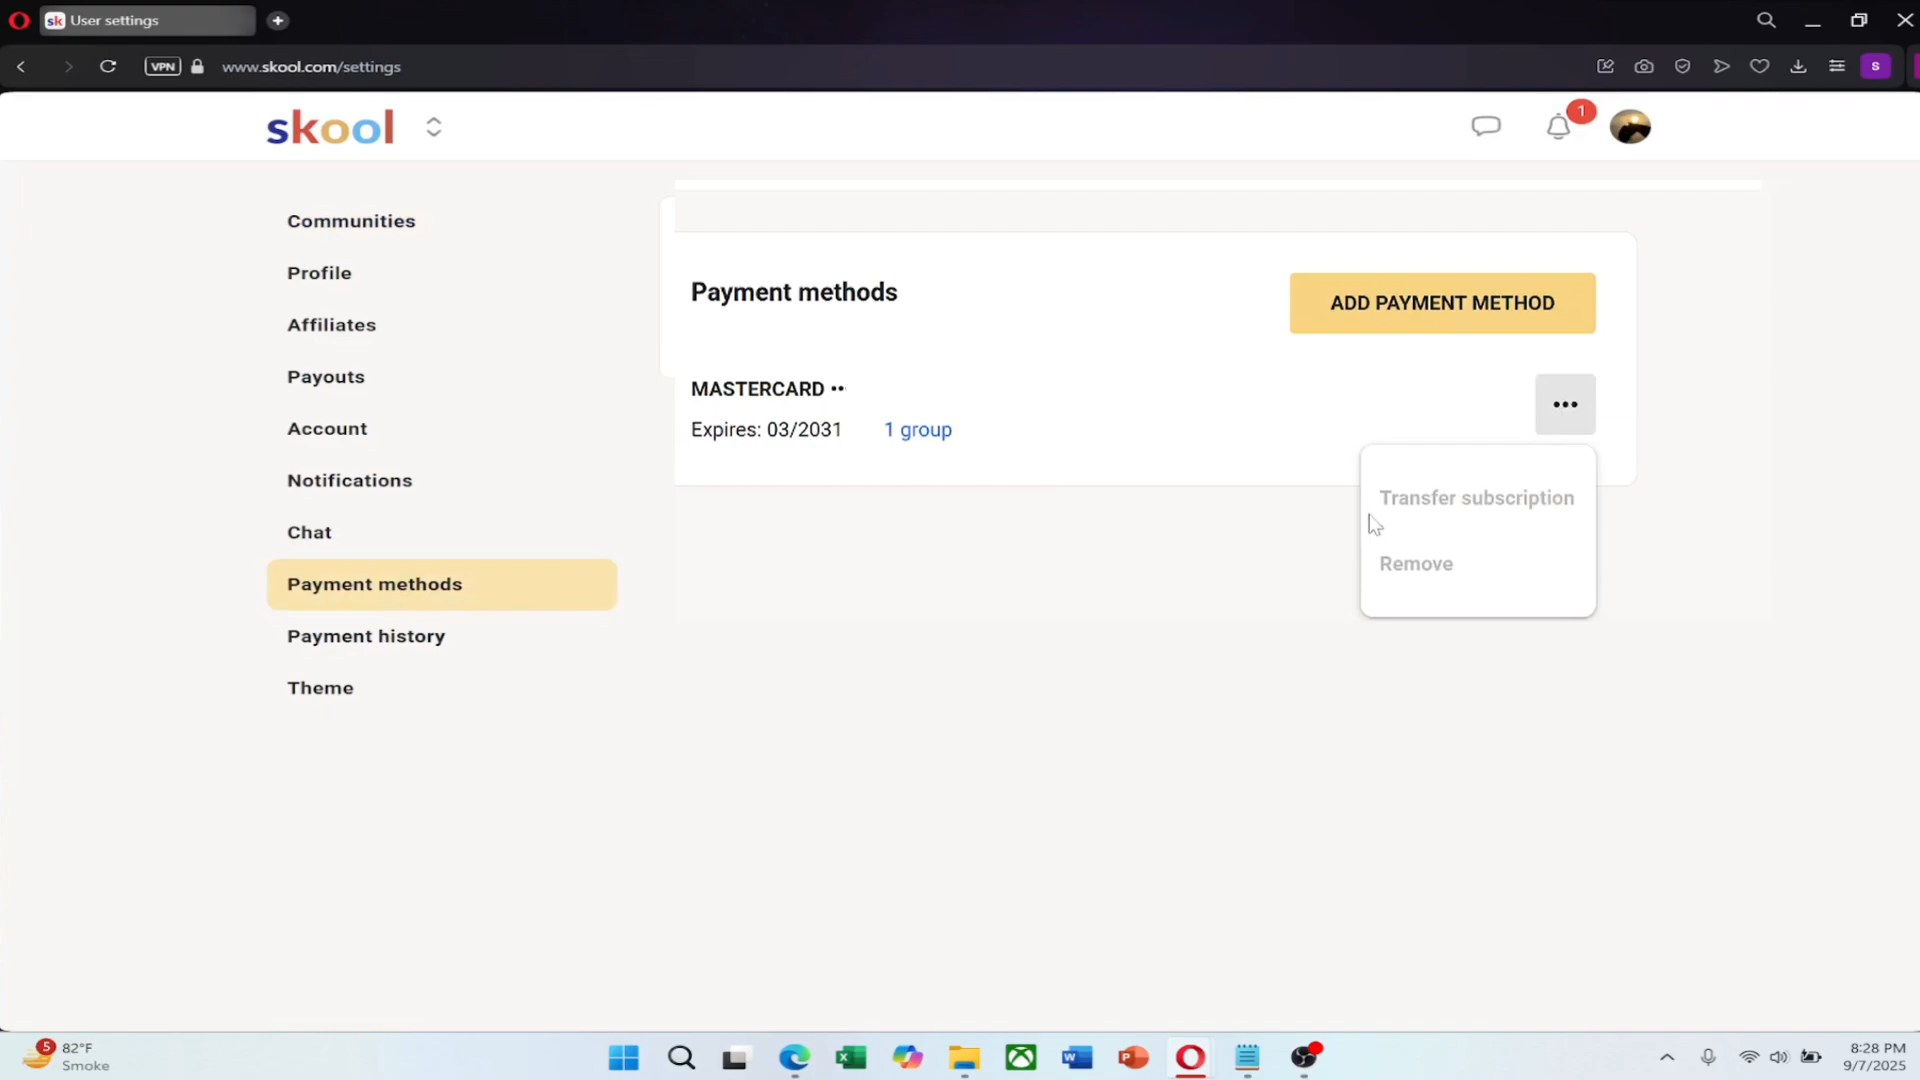 sk User settings
VPN www.skool.com/settings
S
skool
1
Communities
Profile
Affiliates
Payouts
Account
Notifications
Chat
Payment methods
Payment history
Theme
Payment methods
ADD PAYMENT METHOD
MASTERCARD ••
Expires: 03/2031 1 group
Transfer subscription
Remove
5
82°F
Smoke
8:28 PM
9/7/2025